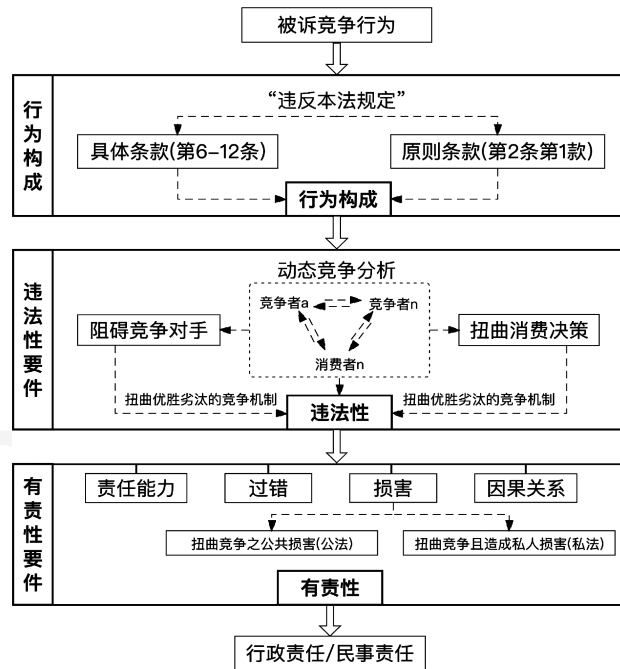 被诉竞争行为
行为构成
“违反本法规定”
具体条款(第6–12条)
原则条款(第2条第1款)
行为构成
违法性要件
动态竞争分析
竞争者a
竞争者n
阻碍竞争对手
扭曲消费决策
消费者n
扭曲优胜劣汰的竞争机制
扭曲优胜劣汰的竞争机制
违法性
有责性要件
责任能力
过错
损害
因果关系
扭曲竞争之公共损害(公法)
扭曲竞争且造成私人损害(私法)
有责性
行政责任/民事责任